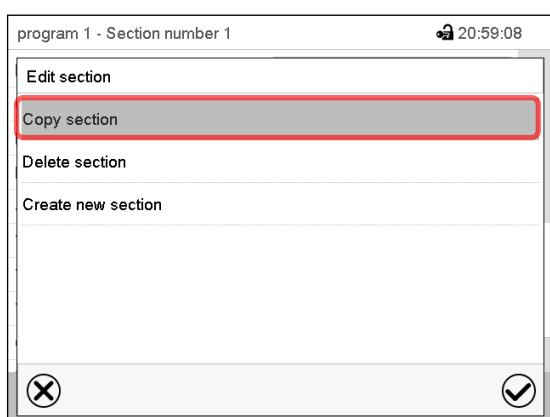 program 1 - Section number 1 20:59:08
Edit section
Copy section
Delete section
Create new section